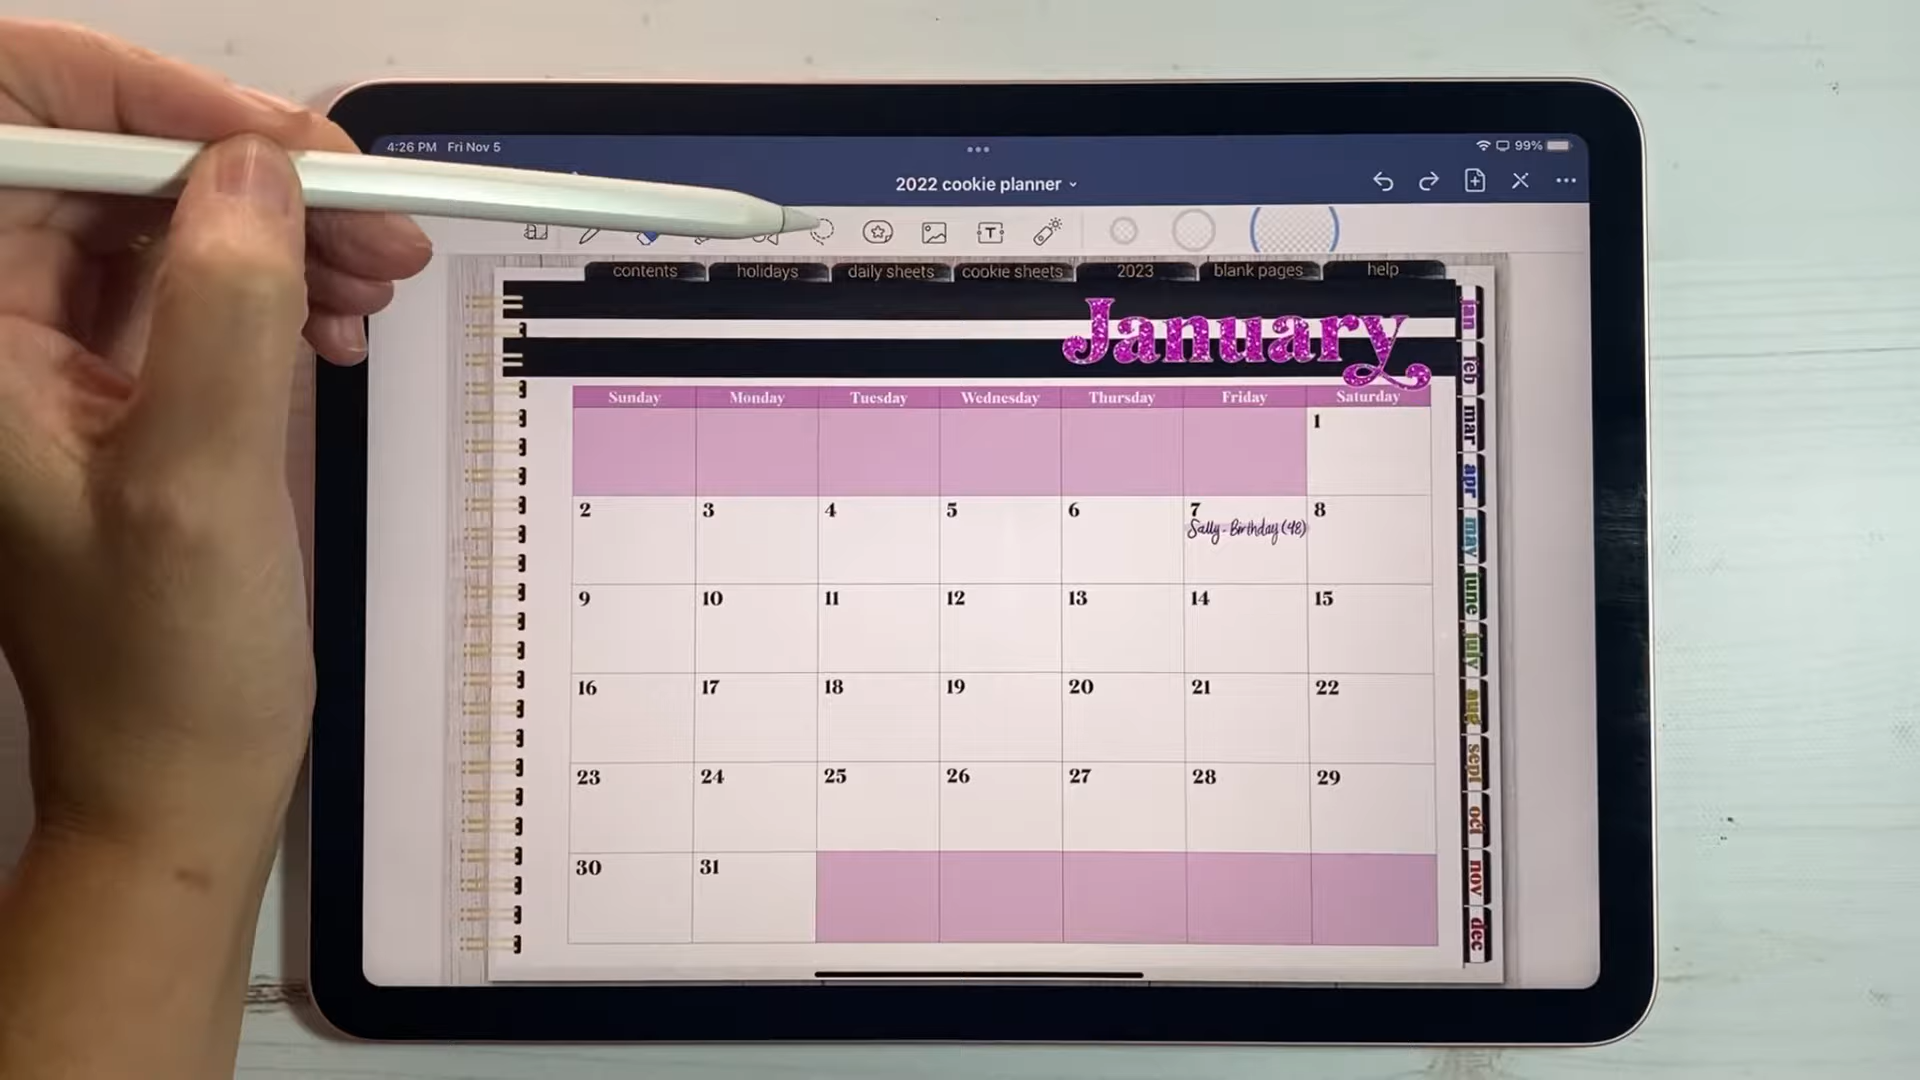 4:26 PM Fri Nov 5
99%
2022 cookie planner
T
contents holidays daily sheets cookie sheets 2023 blank pages help
January
Sunday Monday Tuesday Wednesday Thursday Friday Saturday
1
2 3 4 5 6 7 8
Sally - Birthday (48)
9 10 11 12 13 14 15
16 17 18 19 20 21 22
23 24 25 26 27 28 29
30 31
jan
feb
mar
apr
may
june
july
aug
sept
oct
nov
dec